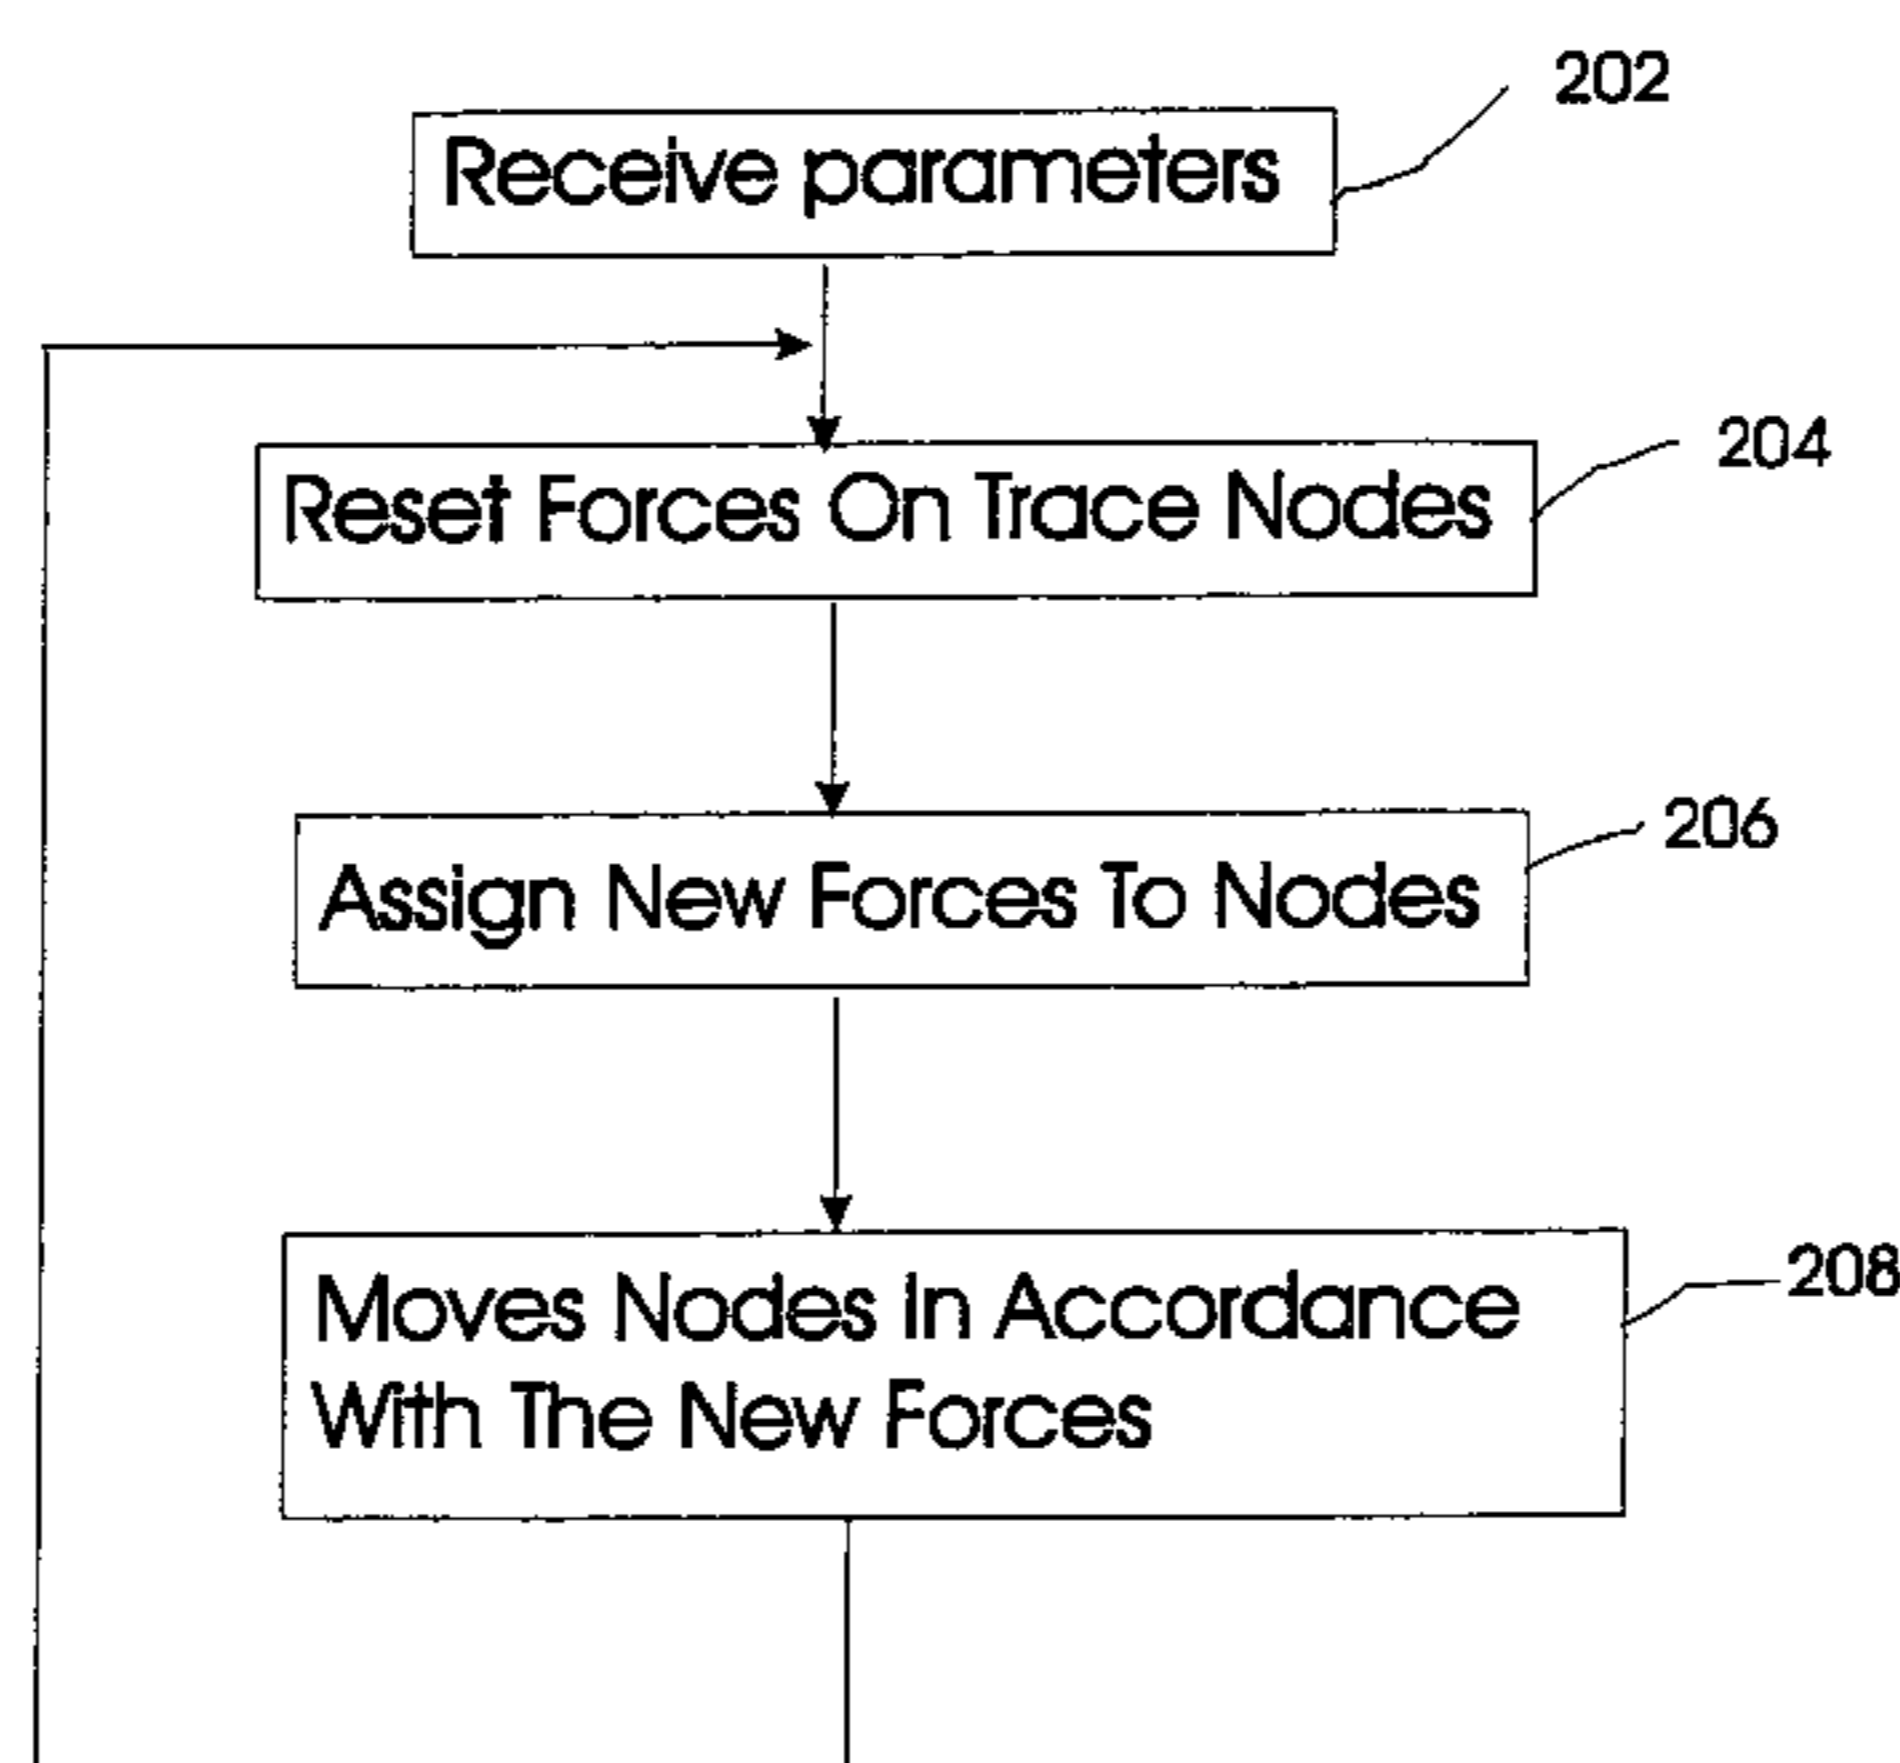 202
Receive parameters
204
Reset Forces On Trace Nodes
206
Assign New Forces To Nodes
208
Moves Nodes In Accordance
With The New Forces